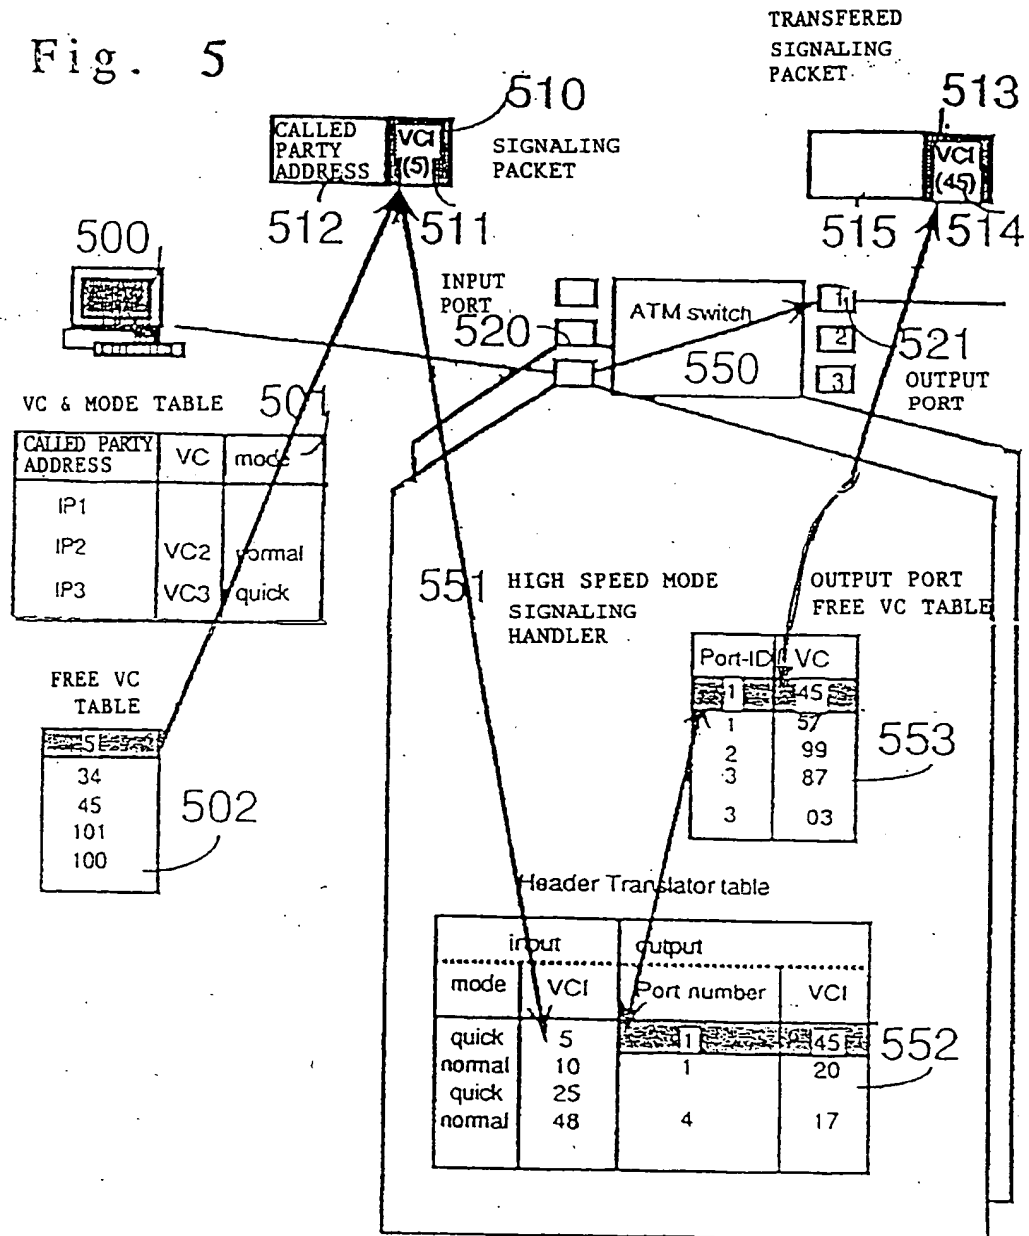 Fig. 5
TRANSFERED
SIGNALING
PACKET
510
513
CALLED
PARTY
ADDRESS
VCI
(5)
SIGNALING
PACKET
VCI
(45)
512
511
515
514
500
INPUT
PORT
520
ATM switch
550
1
2
3
521
OUTPUT
PORT
VC & MODE TABLE
501
CALLED PARTY
ADDRESS
VC
mode
IP1
IP2
VC2
normal
IP3
VC3
quick
551
HIGH SPEED MODE
SIGNALING
HANDLER
OUTPUT PORT
FREE VC TABLE
Port-ID
VC
1
45
1
57
2
99
3
87
3
03
553
FREE VC
TABLE
5
34
45
101
100
502
Header Translator table
input
output
mode
VCI
Port number
VCI
quick
5
1
45
normal
10
1
20
quick
25
normal
48
4
17
552